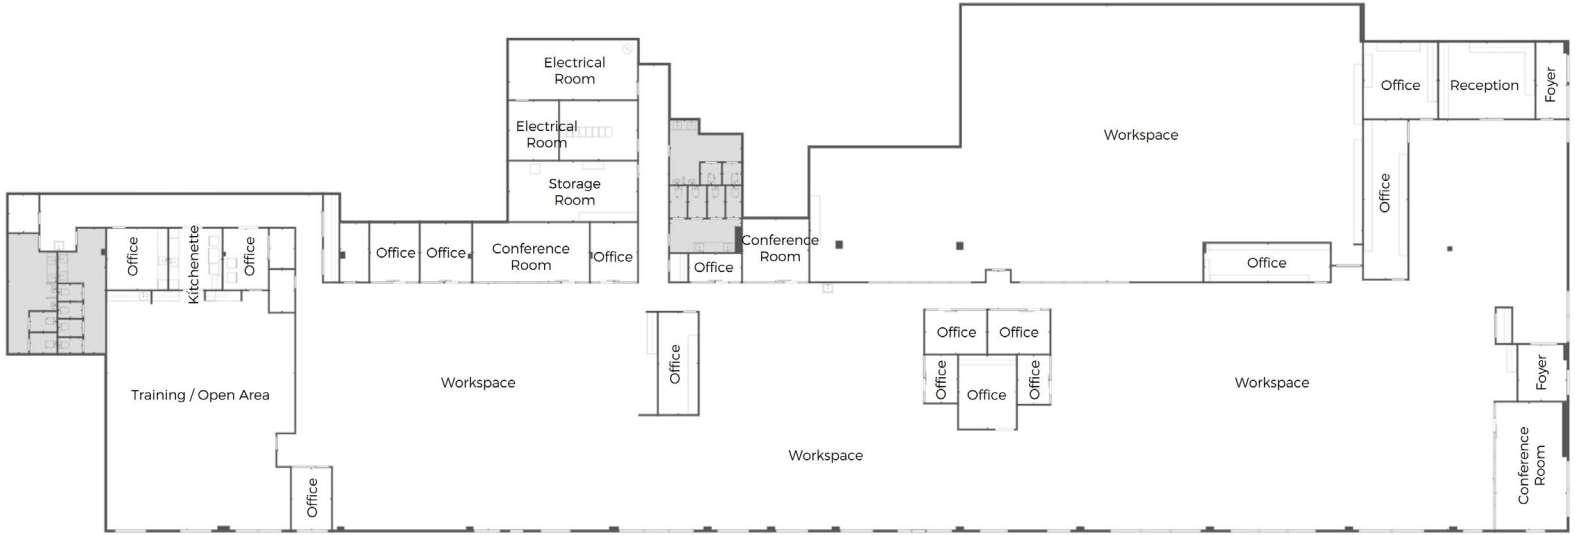 Electrical
Room
Office
Reception
Foyer
Electrical
Room
Workspace
Storage
Room
Office
Office
Kitchenette
Office
Office
Office
Conference
Room
Office
Office
Conference
Room
Office
Office
Office
Office
Foyer
Office
Office
Office
Office
Training / Open Area
Workspace
Workspace
Workspace
Conference
Room
Office